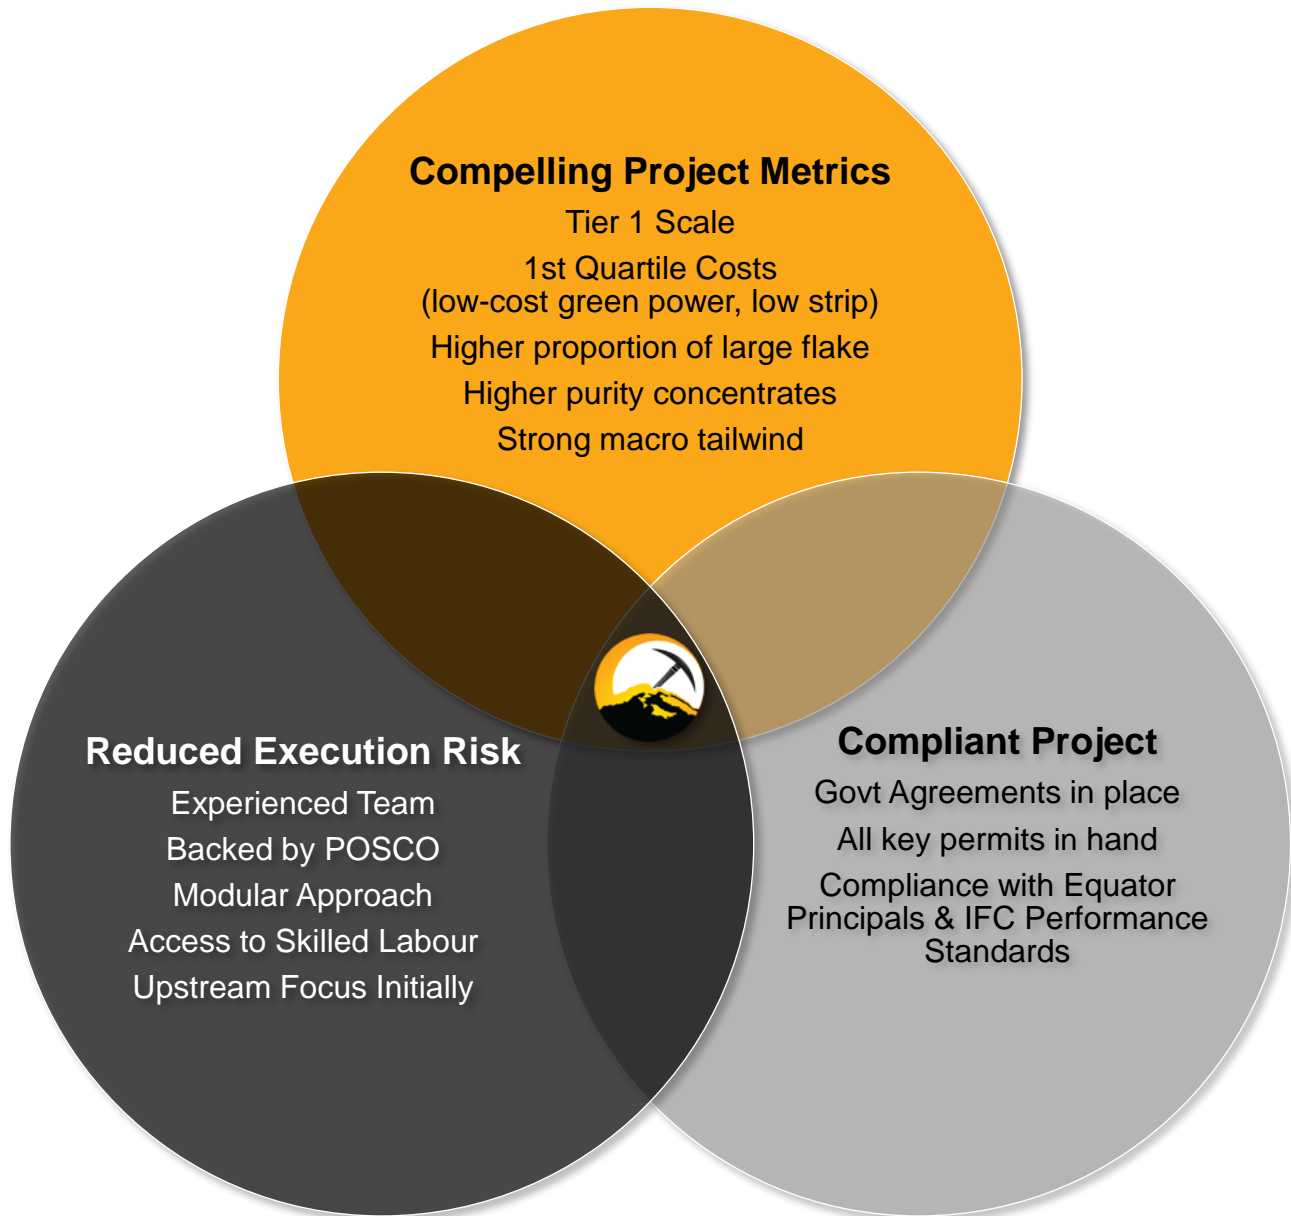 Compelling Project Metrics
Tier 1 Scale
1st Quartile Costs
(low-cost green power, low strip)
Higher proportion of large flake
Higher purity concentrates
Strong macro tailwind
Reduced Execution Risk
Experienced Team
Backed by POSCO
Modular Approach
Access to Skilled Labour
Upstream Focus Initially
Compliant Project
Govt Agreements in place
All key permits in hand
Compliance with Equator
Principals & IFC Performance
Standards